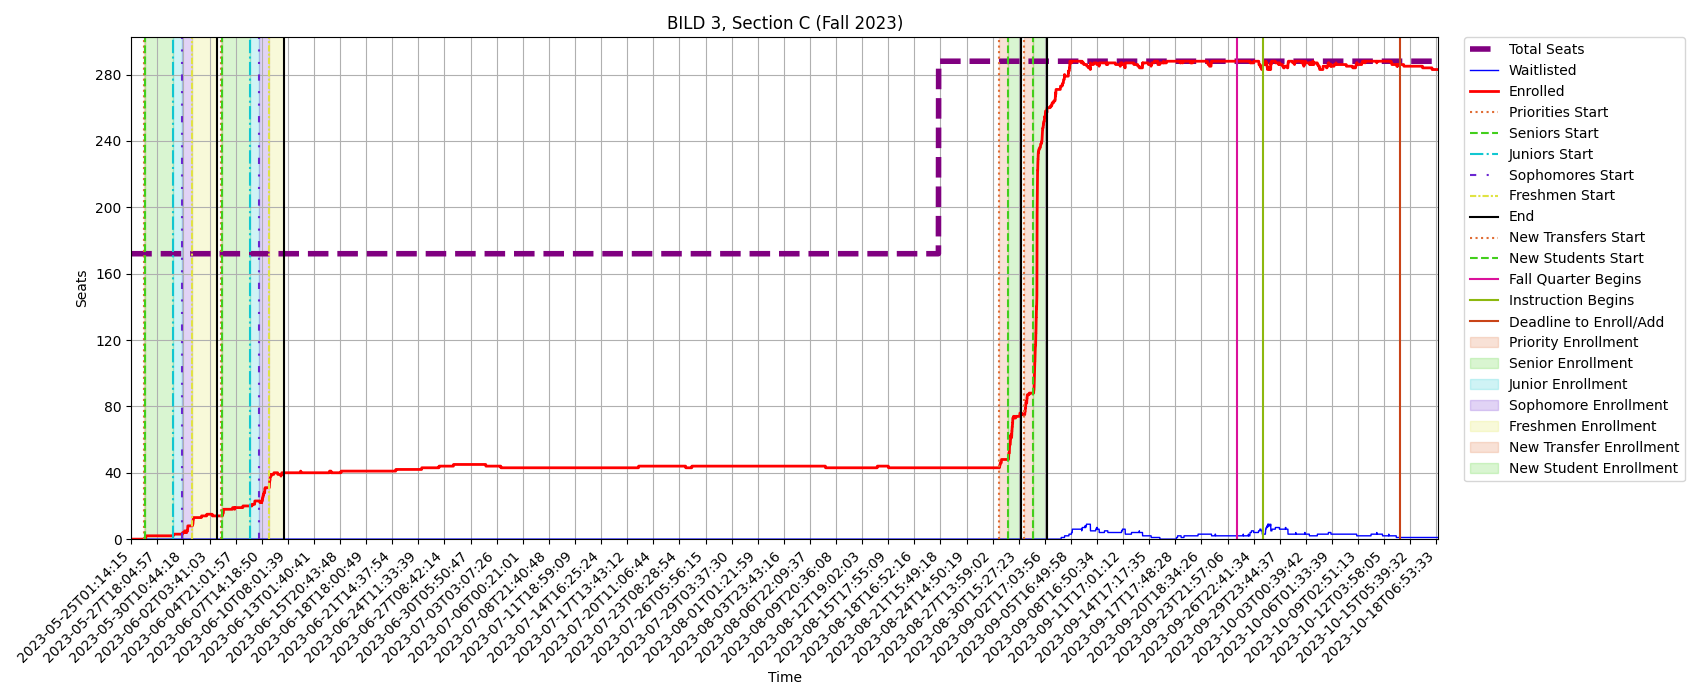 BILD 3, Section C (Fall 2023)
Seats
280
240
200
160
120
80
40
0
2023-05-25T01:14:15
2023-05-27T18:04:57
2023-05-30T10:44:18
2023-06-02T03:41:03
2023-06-04T21:01:57
2023-06-07T14:18:50
2023-06-10T08:01:39
2023-06-13T01:40:41
2023-06-15T20:43:48
2023-06-18T18:00:49
2023-06-21T14:37:54
2023-06-24T11:33:39
2023-06-27T08:42:14
2023-06-30T05:50:47
2023-07-03T03:07:26
2023-07-06T00:21:01
2023-07-08T21:40:48
2023-07-11T18:59:09
2023-07-14T16:25:24
2023-07-17T13:43:12
2023-07-20T11:06:44
2023-07-23T08:28:54
2023-07-26T05:56:15
2023-07-29T03:37:30
2023-08-01T01:21:59
2023-08-03T22:43:16
2023-08-06T22:09:37
2023-08-09T20:36:08
2023-08-12T19:02:03
2023-08-15T17:55:09
2023-08-18T16:52:16
2023-08-21T15:49:18
2023-08-24T14:50:19
2023-08-27T13:59:02
2023-08-30T15:27:23
2023-09-02T17:03:56
2023-09-05T16:49:58
2023-09-08T16:50:34
2023-09-11T17:01:12
2023-09-14T17:17:35
2023-09-17T17:48:28
2023-09-20T18:34:26
2023-09-23T21:57:06
2023-09-26T22:41:34
2023-09-29T23:44:37
2023-10-03T00:39:42
2023-10-06T01:33:39
2023-10-09T02:51:13
2023-10-12T03:58:05
2023-10-15T05:39:32
2023-10-18T06:53:33
Time
Total Seats
Waitlisted
Enrolled
Priorities Start
Seniors Start
Juniors Start
Sophomores Start
Freshmen Start
End
New Transfers Start
New Students Start
Fall Quarter Begins
Instruction Begins
Deadline to Enroll/Add
Priority Enrollment
Senior Enrollment
Junior Enrollment
Sophomore Enrollment
Freshmen Enrollment
New Transfer Enrollment
New Student Enrollment